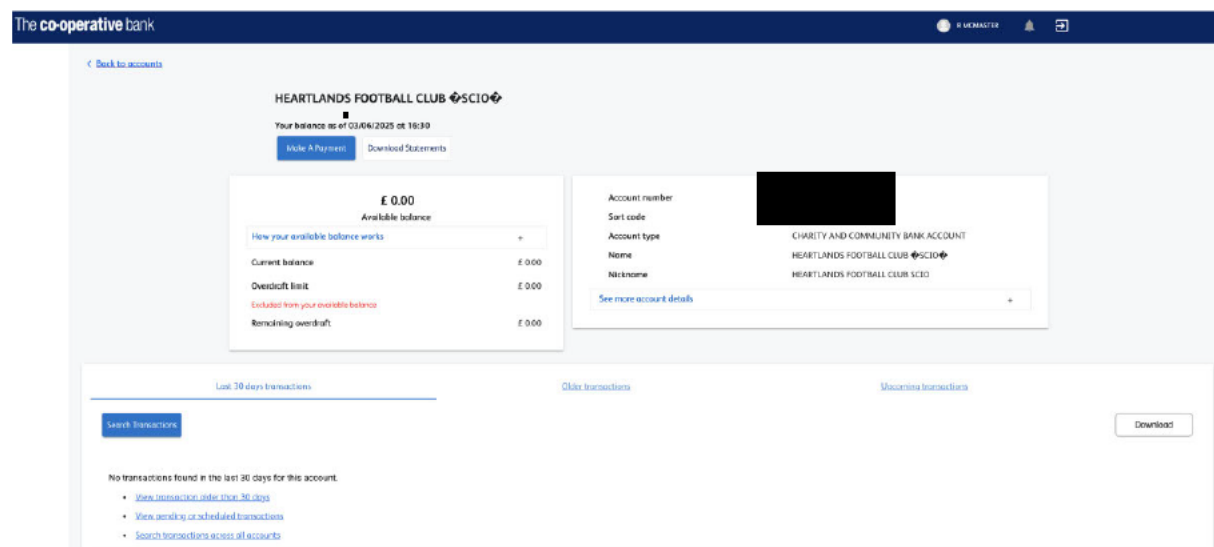 The co-operative bank
R MCMASTER
Back to accounts
HEARTLANDS FOOTBALL CLUB �SCIO�
Your balance as of 03/06/2025 at 16:30
Make A Payment Download Statements
£ 0.00
Available balance
How your available balance works +
Current balance £ 0.00
Overdraft limit £ 0.00
Excluded from your available balance
Remaining overdraft £ 0.00
Account number
Sort code
Account type CHARITY AND COMMUNITY BANK ACCOUNT
Name HEARTLANDS FOOTBALL CLUB �SCIO�
Nickname HEARTLANDS FOOTBALL CLUB SCIO
See more account details +
Last 30 days transactions Older transactions Upcoming transactions
Search Transactions Download
No transactions found in the last 30 days for this account.
• View transaction older than 30 days
• View pending or scheduled transactions
• Search transactions across all accounts